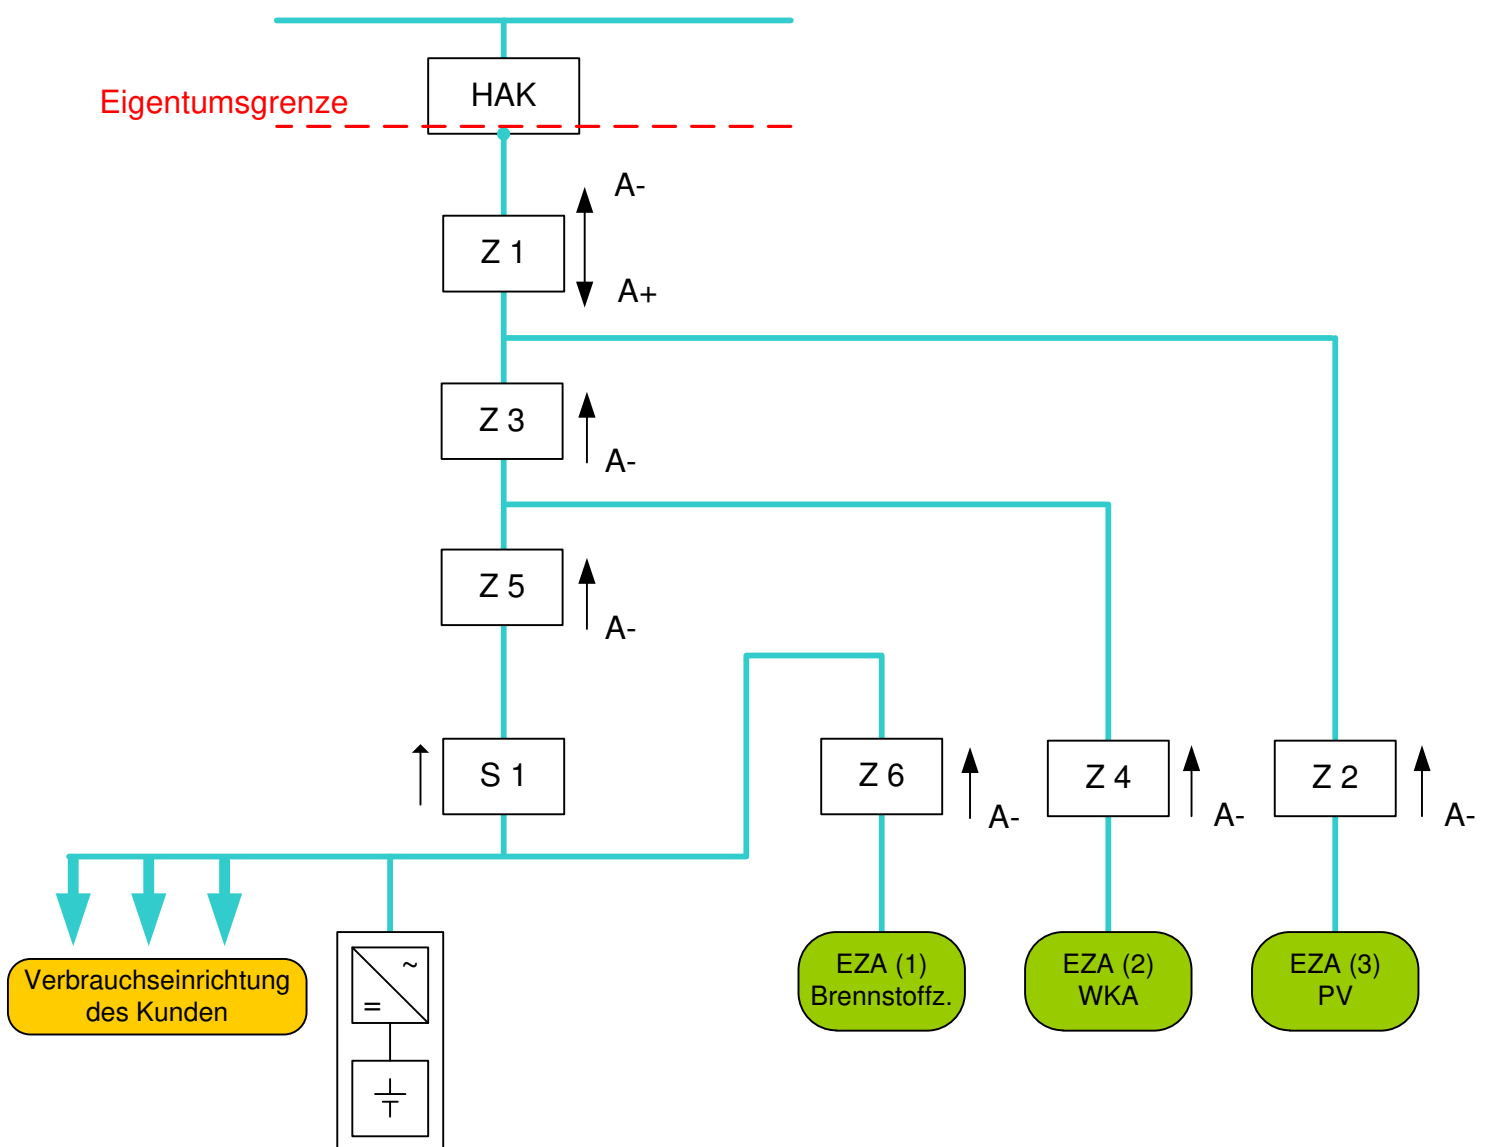 HAK
Eigentumsgrenze
A-
Z 1
A+
Z 3
A-
Z 5
A-
S 1
Z 6
A-
Z 4
A-
Z 2
A-
~
=
Verbrauchseinrichtung
des Kunden
EZA (1)
Brennstoffz.
EZA (2)
WKA
EZA (3)
PV